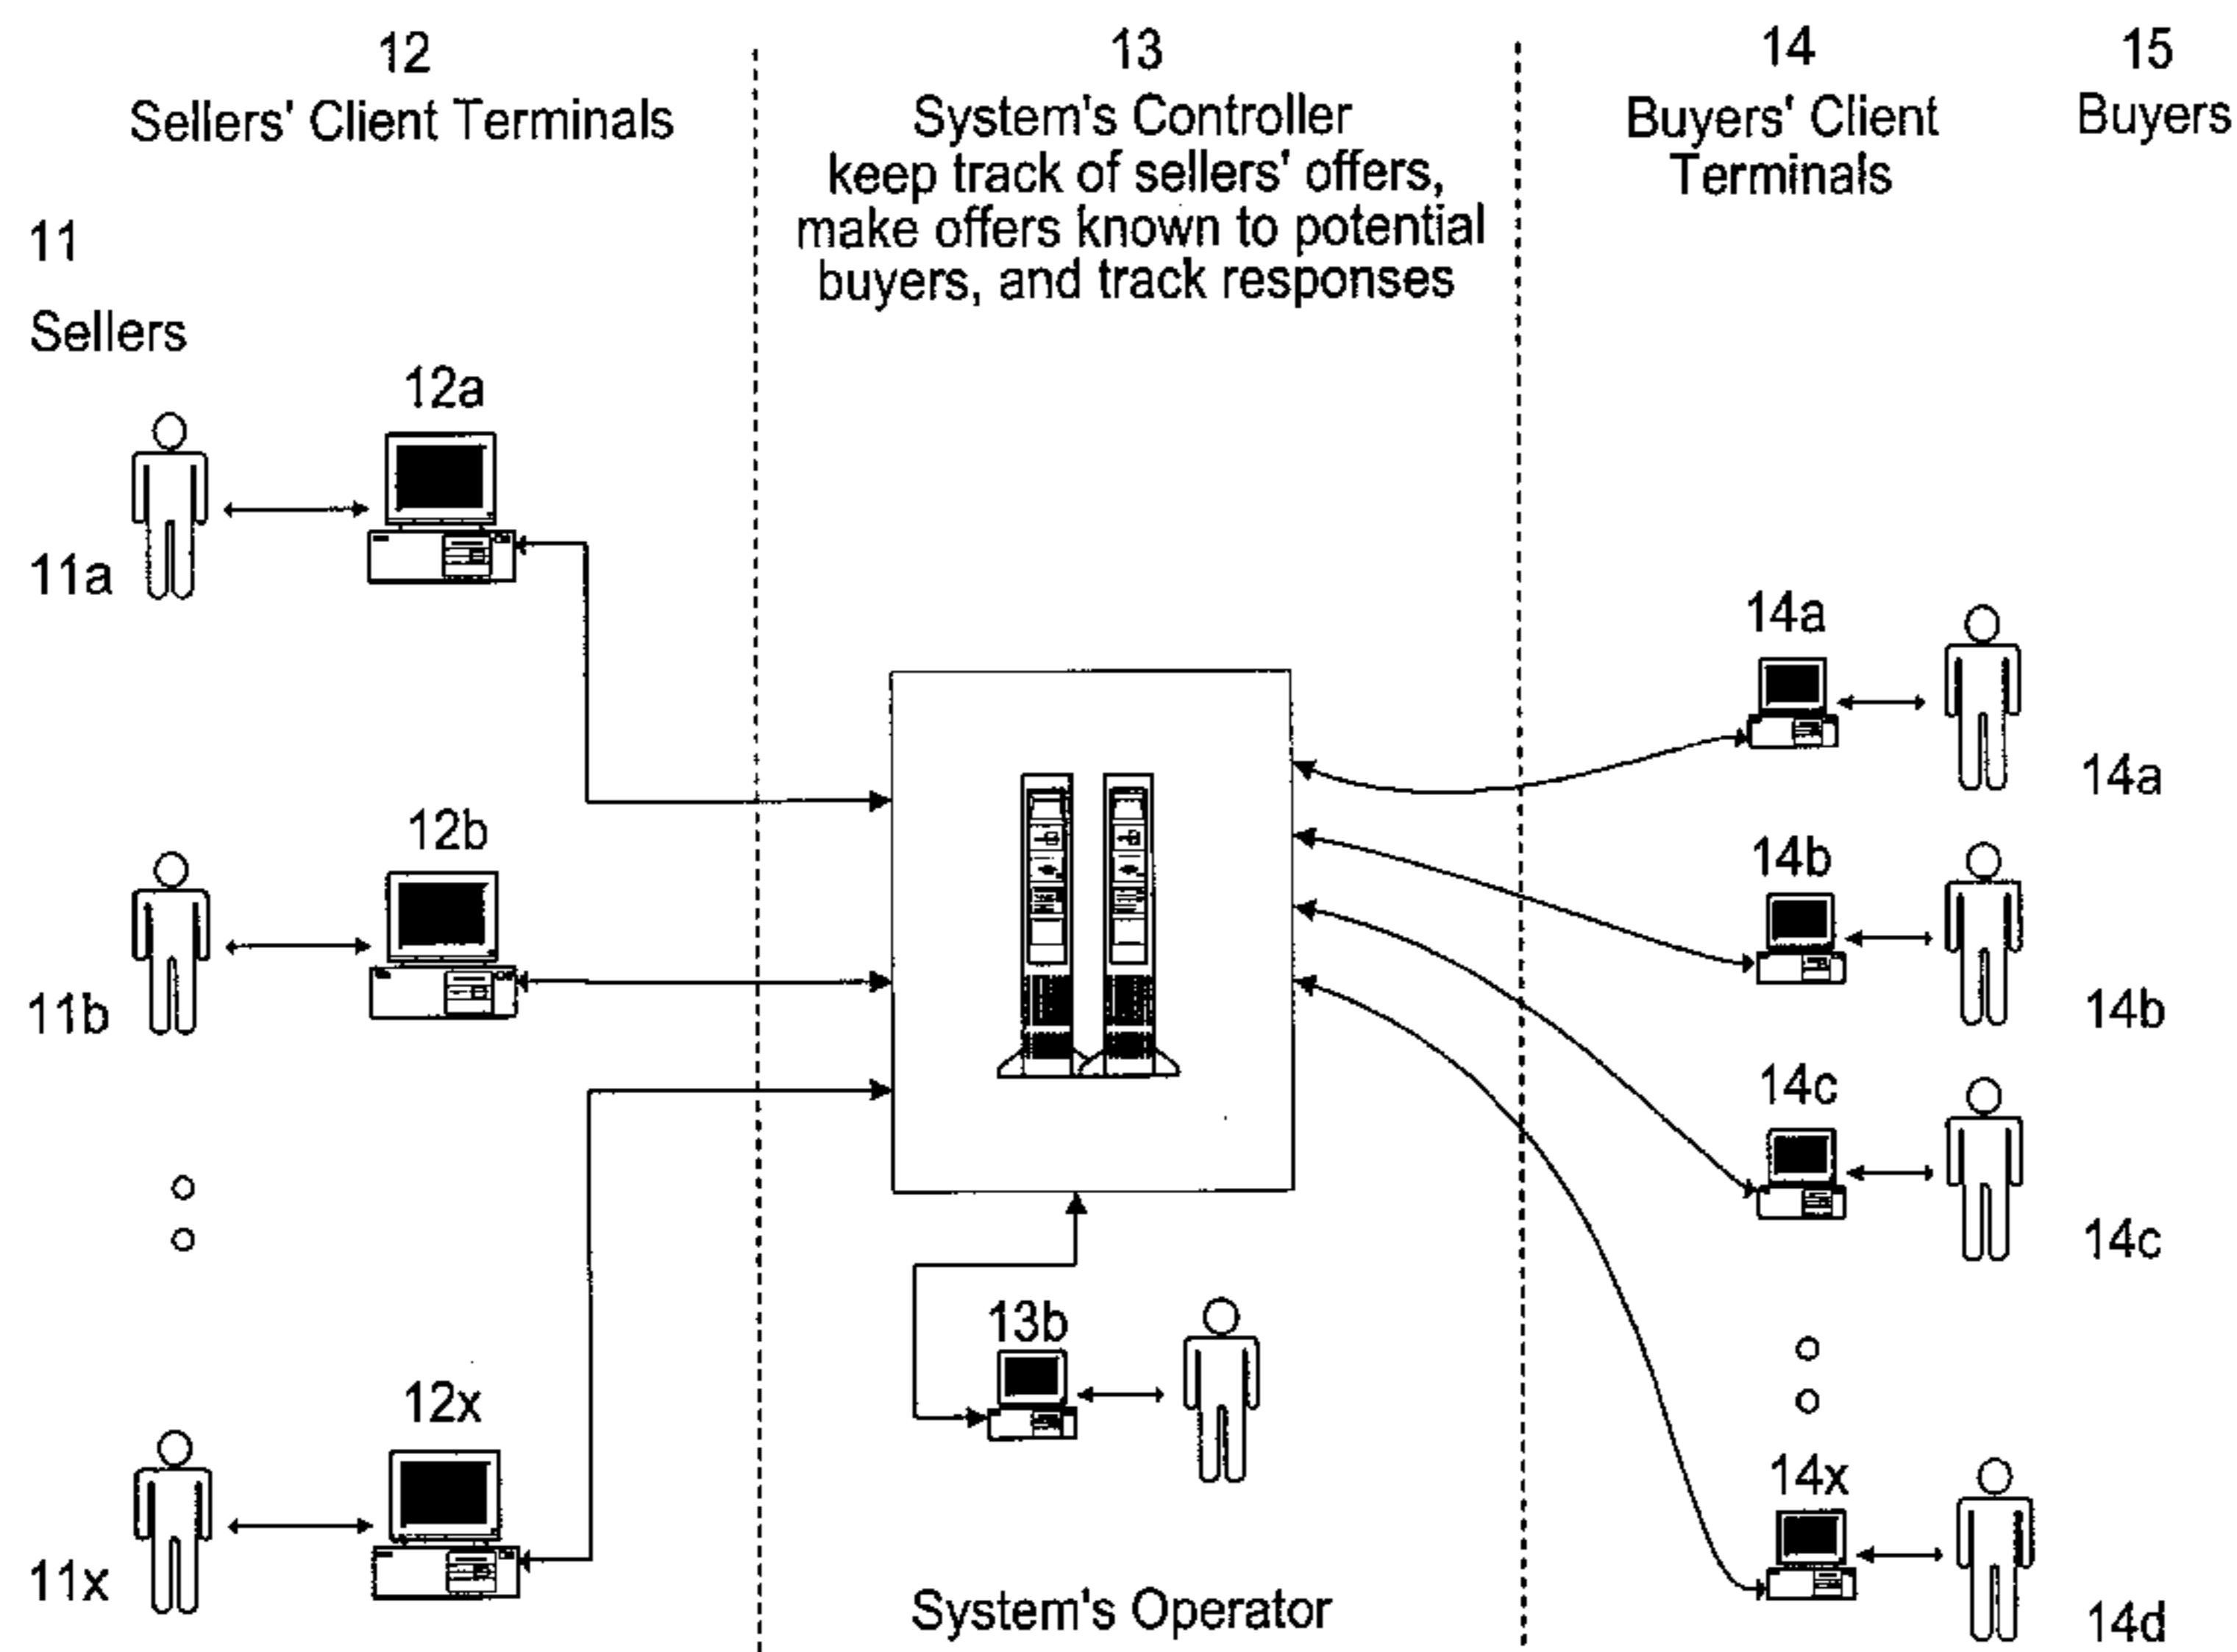 12
Sellers' Client Terminals
13
System's Controller
keep track of sellers' offers,
make offers known to potential
buyers, and track responses
14
Buyers' Client
Terminals
15
Buyers
11
Sellers
12a
11a
12b
11b
12x
11x
13b
System's Operator
14a
14a
14b
14b
14c
14c
14x
14d